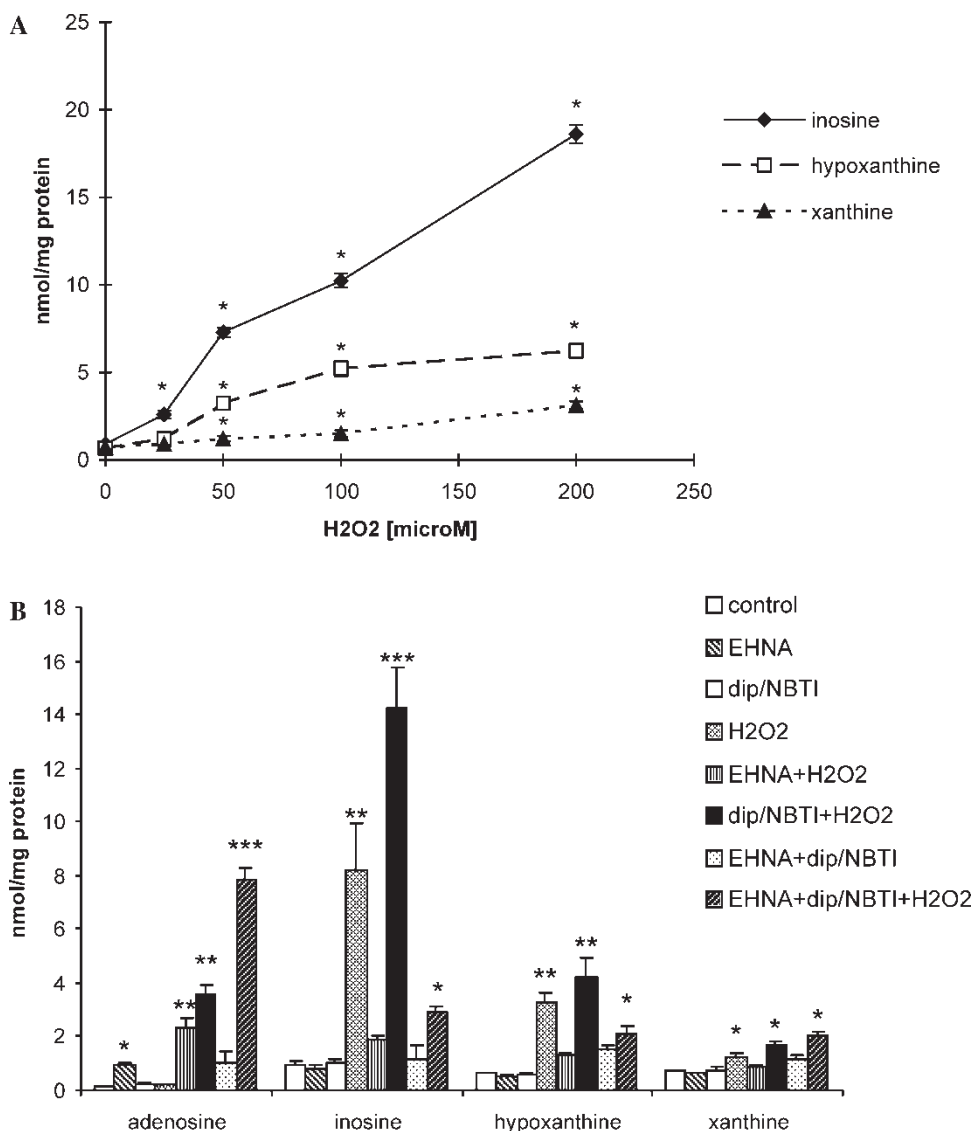 A
25
20
15
10
5
0
nmol/mg protein
* * * *
* * * *
* * *
0 50 100 150 200 250
H2O2 [microM]
inosine
hypoxanthine
xanthine
B
18
16
14
12
10
8
6
4
2
0
nmol/mg protein
* ** ** ***
** *** *
** ** *
* * *
adenosine inosine hypoxanthine xanthine
control
EHNA
dip/NBTI
H2O2
EHNA+H2O2
dip/NBTI+H2O2
EHNA+dip/NBTI
EHNA+dip/NBTI+H2O2